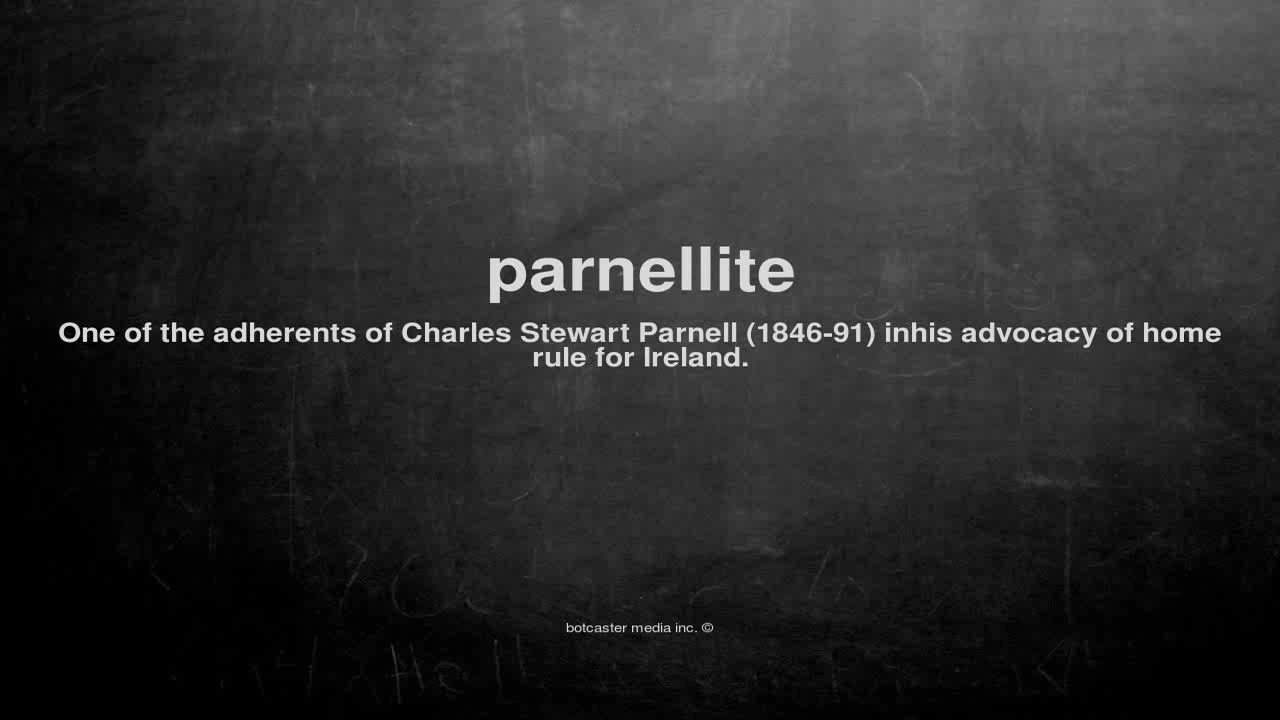 parnellite
One of the adherents of Charles Stewart Parnell (1846-91) inhis advocacy of home
rule for Ireland.
botcaster media inc. ©